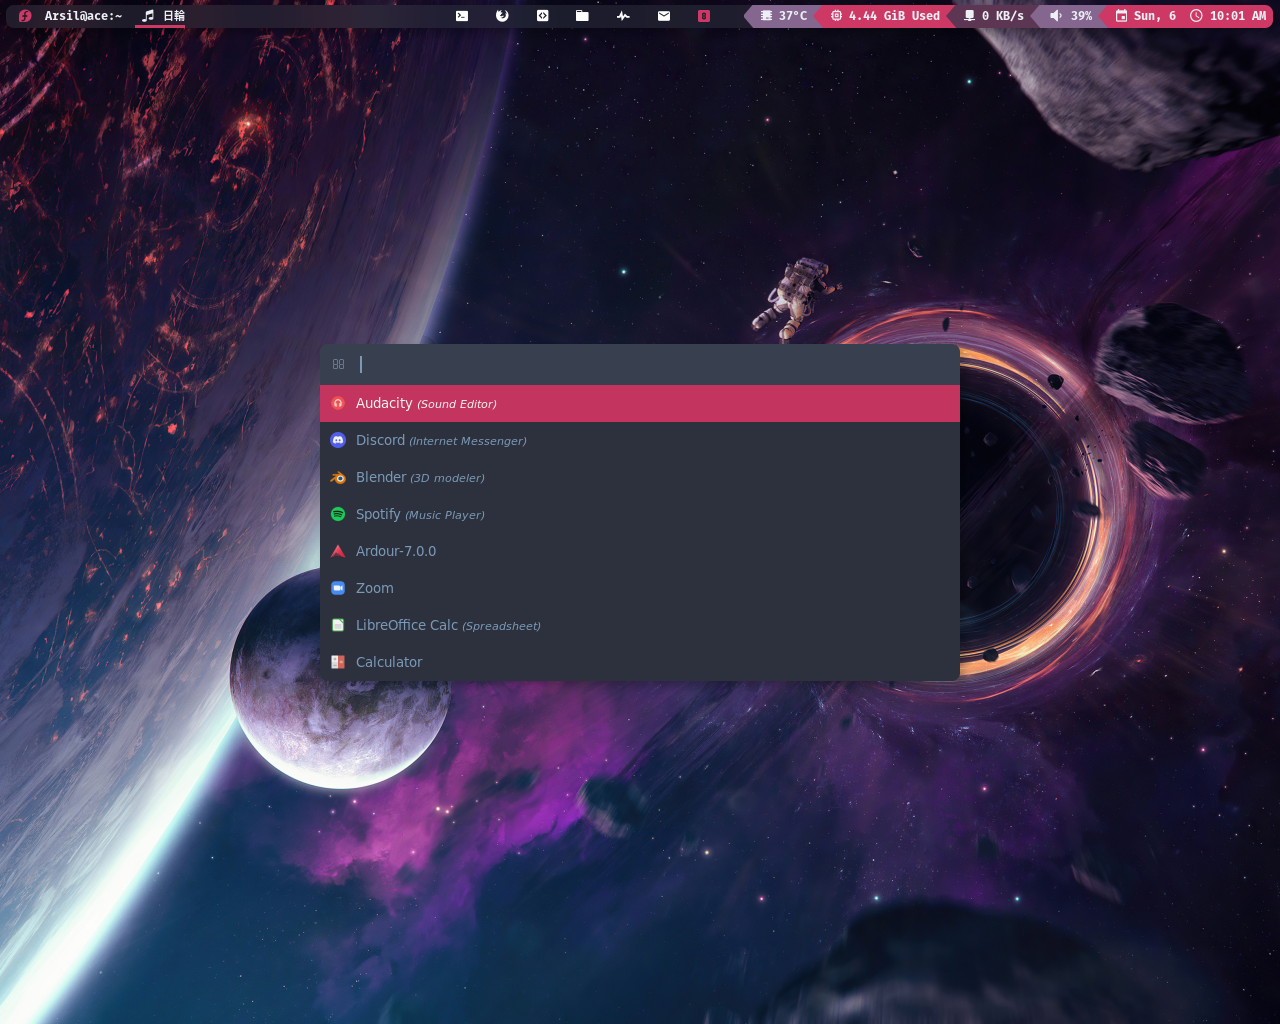 Arsil@ace:~ 日輪 37°C 4.44 GiB Used 0 KB/s 39% Sun, 6 10:01 AM
Audacity (Sound Editor)
Discord (Internet Messenger)
Blender (3D modeler)
Spotify (Music Player)
Ardour-7.0.0
Zoom
LibreOffice Calc (Spreadsheet)
Calculator